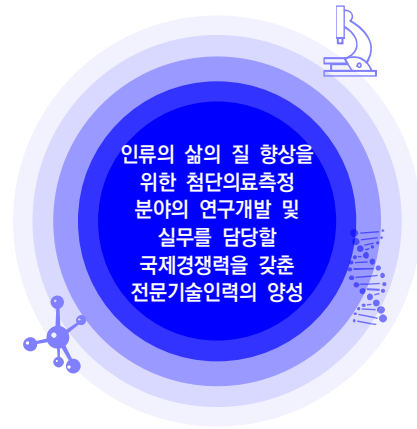 인류의 삶의 질 향상을
위한 첨단의료측정
분야의 연구개발 및
실무를 담당할
국제경쟁력을 갖춘
전문기술인력의 양성